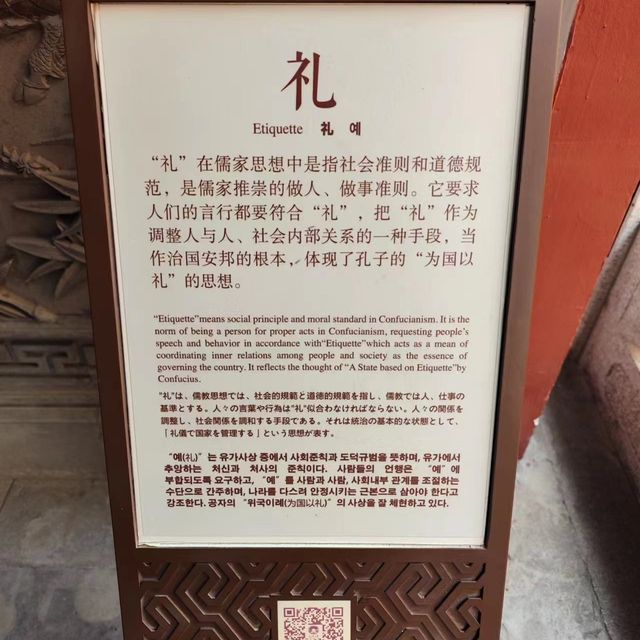 礼
Etiquette 礼 예
“礼”在儒家思想中是指社会准则和道德规
范，是儒家推崇的做人、做事准则。它要求
人们的言行都要符合“礼”，把“礼”作为
调整人与人、社会内部关系的一种手段，当
作治国安邦的根本，体现了孔子的“为国以
礼”的思想。
“Etiquette”means social principle and moral standard in Confucianism. It is the
norm of being a person for proper acts in Confucianism, requesting people's
speech and behavior in accordance with“Etiquette”which acts as a mean of
coordinating inner relations among people and society as the essence of
governing the country. It reflects the thought of “A State based on Etiquette”by
Confucius.
“礼”は、儒教思想では、社会的規範と道徳的規範を指し、儒教では人、仕事の
基準とする。人々の言葉や行為は“礼”似合わなければならない。人々の関係を
調整し、社会関係を調和する手段である。それは統治の基本的な状態として、
「礼儀で国家を管理する」という思想が表す。
“예(礼)”는 유가사상 중에서 사회준칙과 도덕규범을 뜻하며, 유가에서
추앙하는 처신과 처사의 준칙이다. 사람들의 언행은 “예”에
부합되도록 요구하고, “예”를 사람과 사람, 사회내부 관계를 조절하는
수단으로 간주하며, 나라를 다스려 안정시키는 근본으로 삼아야 한다고
강조한다. 공자의 “위국이례(为国以礼)”의 사상을 잘 체현하고 있다.